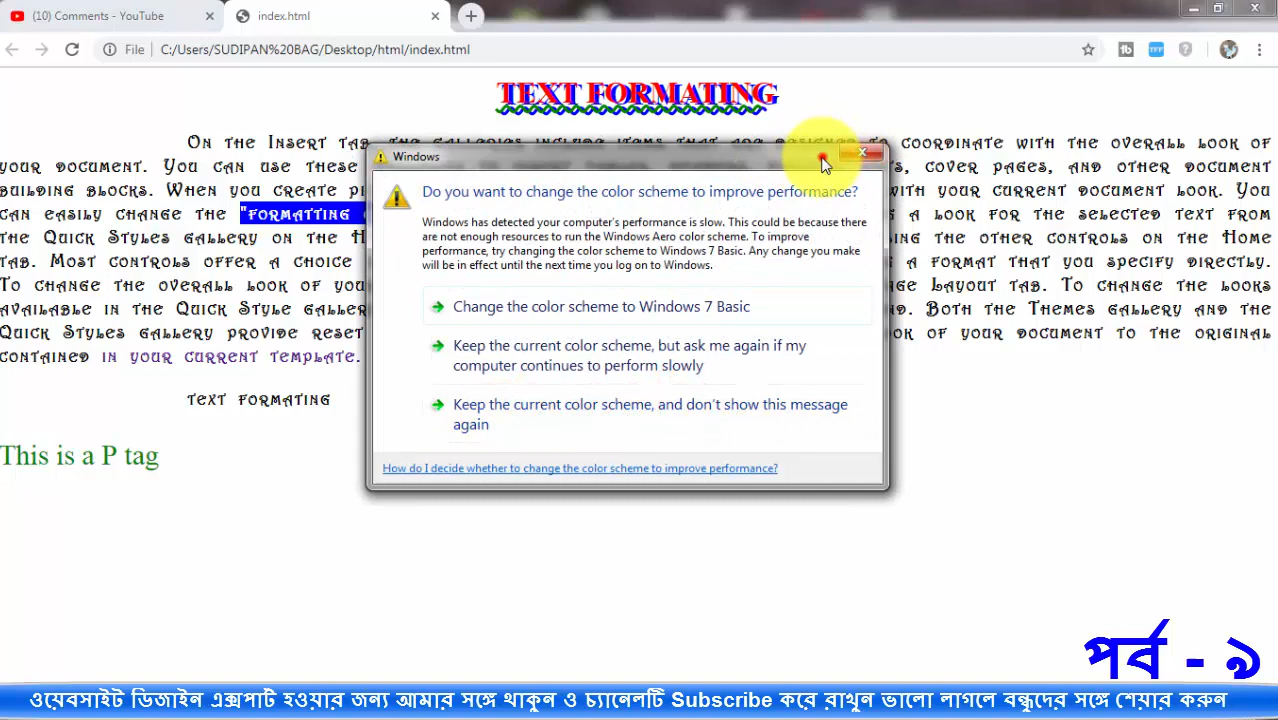 (10) Comments - YouTube
index.html
File
C:/Users/SUDIPAN%20BAG/Desktop/html/index.html
TEXT FORMATING
On the Insert tab, the galleries include items that are designed to coordinate with the overall look of
your document. You can use these
, cover pages, and other document
building blocks. When you create pi
with your current document look. You
can easily change the "formatting
a look for the selected text from
the Quick Styles gallery on the H
ing the other controls on the Home
tab. Most controls offer a choice
a format that you specify directly.
To change the overall look of you
ge Layout tab. To change the looks
available in the Quick Style gallery
d. Both the Themes gallery and the
Quick Styles gallery provide reset
ok of your document to the original
contained in your current template.
text formating
This is a P tag
Windows
Do you want to change the color scheme to improve performance?
Windows has detected your computer's performance is slow. This could be because there
are not enough resources to run the Windows Aero color scheme. To improve
performance, try changing the color scheme to Windows 7 Basic. Any change you make
will be in effect until the next time you log on to Windows.
Change the color scheme to Windows 7 Basic
Keep the current color scheme, but ask me again if my
computer continues to perform slowly
Keep the current color scheme, and don't show this message
again
How do I decide whether to change the color scheme to improve performance?
পর্ব - ৯
ওয়েবসাইট ডিজাইন এক্সপার্ট হওয়ার জন্য আমার সঙ্গে থাকুন ও চ্যানেলটি Subscribe করে রাখুন ভালো লাগলে বন্ধুদের সঙ্গে শেয়ার করুন